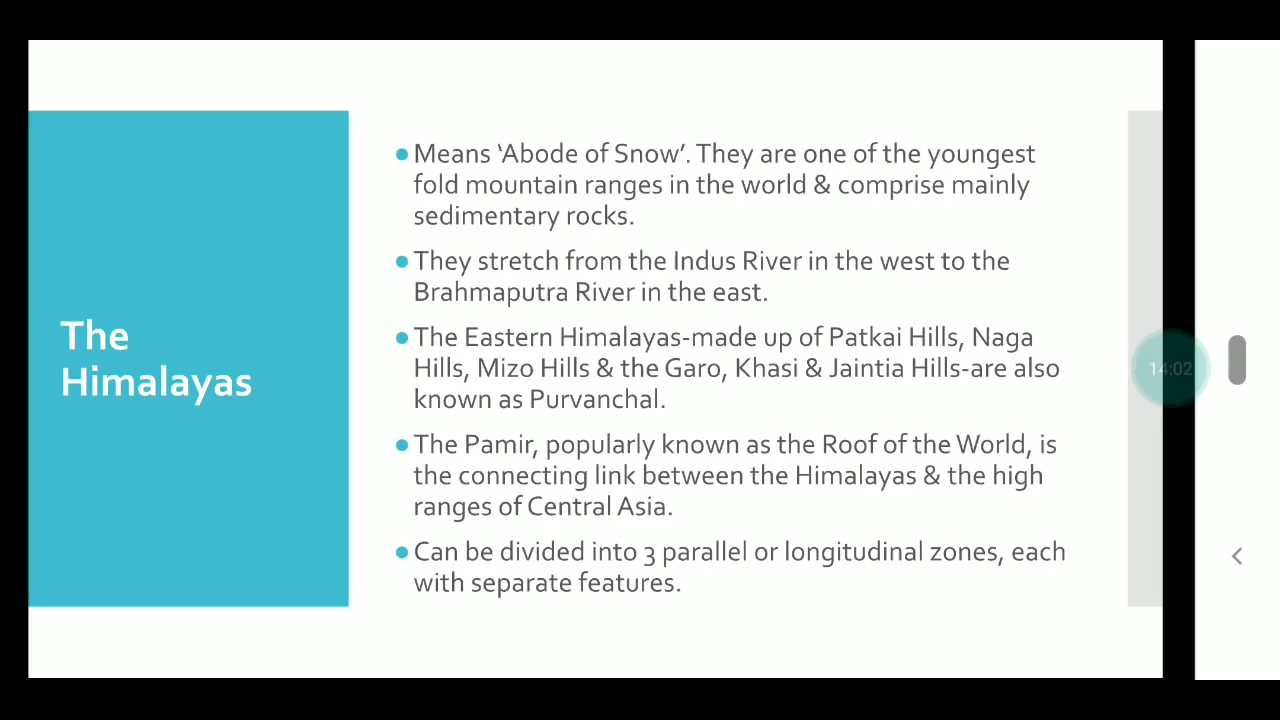 The
Himalayas
Means ‘Abode of Snow’. They are one of the youngest
fold mountain ranges in the world & comprise mainly
sedimentary rocks.
They stretch from the Indus River in the west to the
Brahmaputra River in the east.
The Eastern Himalayas-made up of Patkai Hills, Naga
Hills, Mizo Hills & the Garo, Khasi & Jaintia Hills-are also
known as Purvanchal.
The Pamir, popularly known as the Roof of the World, is
the connecting link between the Himalayas & the high
ranges of Central Asia.
Can be divided into 3 parallel or longitudinal zones, each
with separate features.
14:02